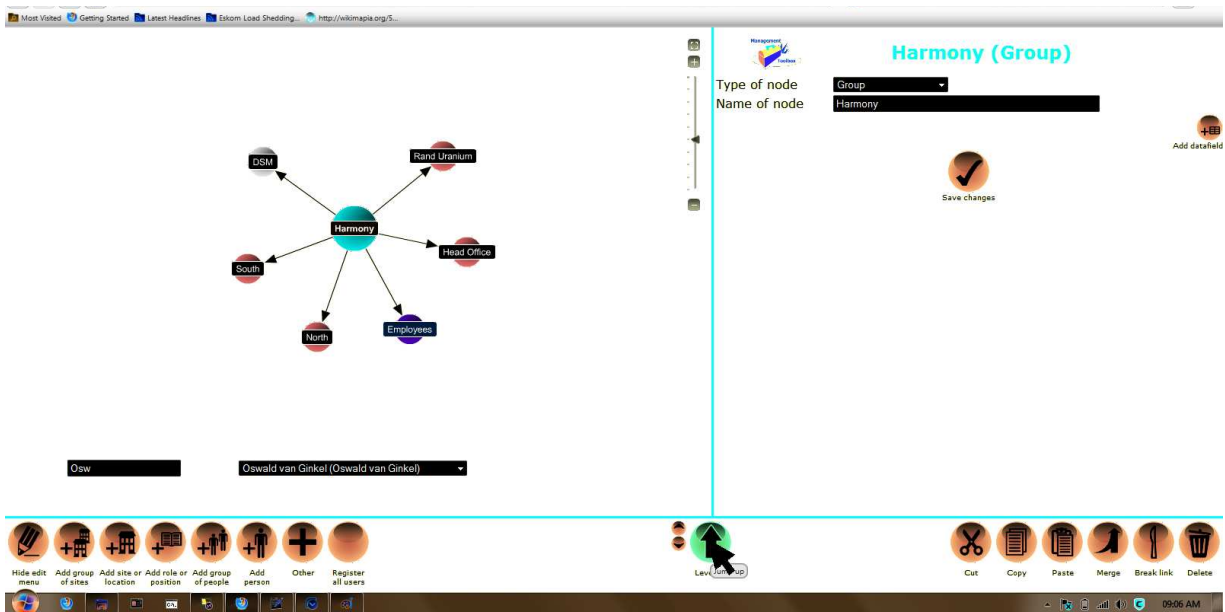 Most Visited Getting Started Latest Headlines Eskom Load Shedding... http://wikimapia.org/5...
Management
Toolbox
Harmony (Group)
Type of node Group
Name of node Harmony
Add datafield
Save changes
DSM
Rand Uranium
Harmony
Head Office
South
Employees
North
Osw Oswald van Ginkel (Oswald van Ginkel)
Hide edit menu
Add group of sites
Add site or location
Add role or position
Add group of people
Add person
Other
Register all users
Jump up
Cut
Copy
Paste
Merge
Break link
Delete
09:06 AM